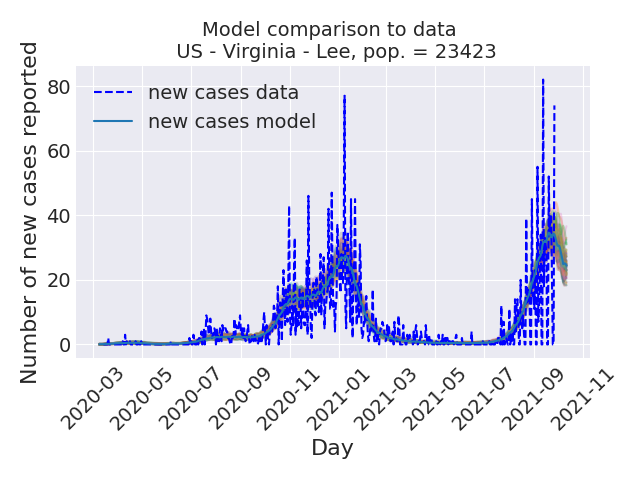 Model comparison to data
US - Virginia - Lee, pop. = 23423
Number of new cases reported
80
60
40
20
0
new cases data
new cases model
2020-03
2020-05
2020-07
2020-09
2020-11
2021-01
2021-03
2021-05
2021-07
2021-09
2021-11
Day